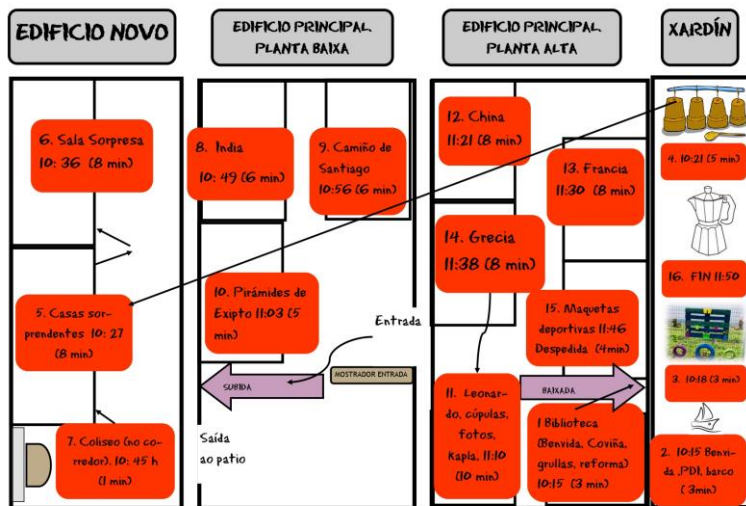 EDIFICIO NOVO
6. Sala Sorpresa
10: 36 (8 min)
5. Casas sor-
prendentes 10: 27
(8 min)
7. Coliseo (no co-
rredor). 10: 45 h
(1 min)
EDIFICIO PRINCIPAL
PLANTA BAIXA
8. India
10: 49 (6 min)
9. Camiño de
Santiago
10:56 (6 min)
10. Pirámides de
Exipto 11:03 (5
min)
Entrada
MOSTRADOR ENTRADA
SUBIDA
Saída
ao patio
EDIFICIO PRINCIPAL
PLANTA ALTA
12. China
11:21 (8 min)
13. Francia
11:30 (8 min)
14. Grecia
11:38 (8 min)
15. Maquetas
deportivas 11:46
Despedida (4min)
BAIXADA
11. Leonar-
do, cúpulas,
fotos,
Kapla, 11:10
(10 min)
1 Biblioteca
(Benvida, Coviña,
grullas, reforma)
10:15 (3 min)
XARDÍN
4. 10:21 (5 min)
16. FIN 11:50
3. 10:18 (3 min)
2. 10:15 Benvi-
da ,PDI, barco
( 3min)